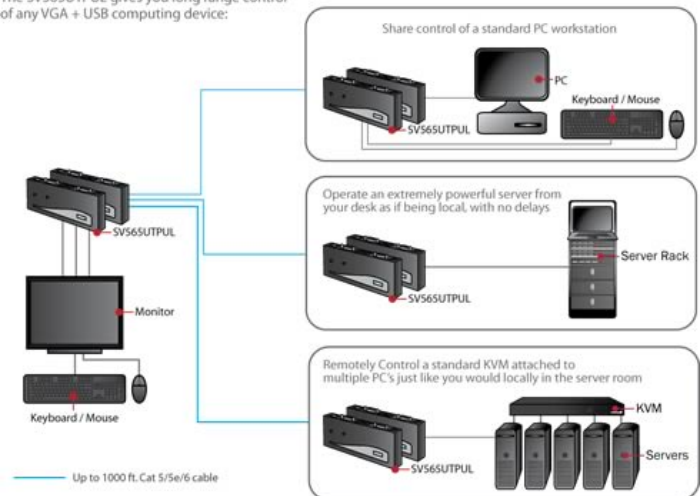 of any VGA + USB computing device:
Share control of a standard PC workstation
PC
Keyboard / Mouse
SV565UTPUL
SV565UTPUL
Monitor
Keyboard / Mouse
Operate an extremely powerful server from
your desk as if being local, with no delays
Server Rack
SV565UTPUL
Remotely Control a standard KVM attached to
multiple PC's just like you would locally in the server room
KVM
Servers
SV565UTPUL
Up to 1000 ft. Cat 5/5e/6 cable